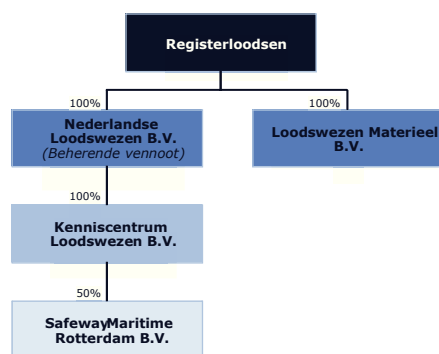 Registerloodsen
100%
100%
Nederlandse
Loodswezen B.V.
(Beherende vennoot)
Loodswezen Materieel
B.V.
100%
Kenniscentrum
Loodswezen B.V.
50%
SafewayMaritime
Rotterdam B.V.